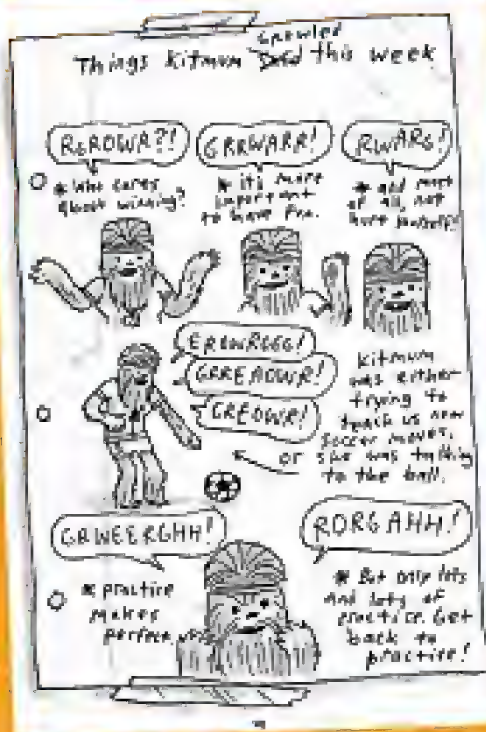 growled
Things Kitmum Said this week
RGROWR?!
* Who cares
about winning?
GRRWARR!
* it's more
important
to have fun.
RWARG!
* and most
of all, not
hurt yourself!
ERGWRGGG!
GRREAOWR!
GREOWR!
Kitmum
was either
trying to
teach us new
soccer moves,
or she was talking
to the ball.
GRWEERGHH!
* practice
makes
perfect
RORGAHH!
* But only lots
and lots of
practice. Get
back to
practice!